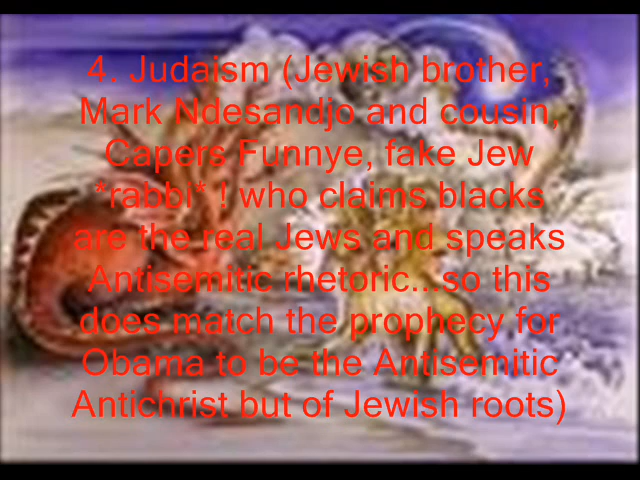 4. Judaism (Jewish brother,
Mark Ndesandjo and cousin,
Capers Funnye, fake Jew
*rabbi* ! who claims blacks
are the real Jews and speaks
Antisemitic rhetoric...so this
does match the prophecy for
Obama to be the Antisemitic
Antichrist but of Jewish roots)